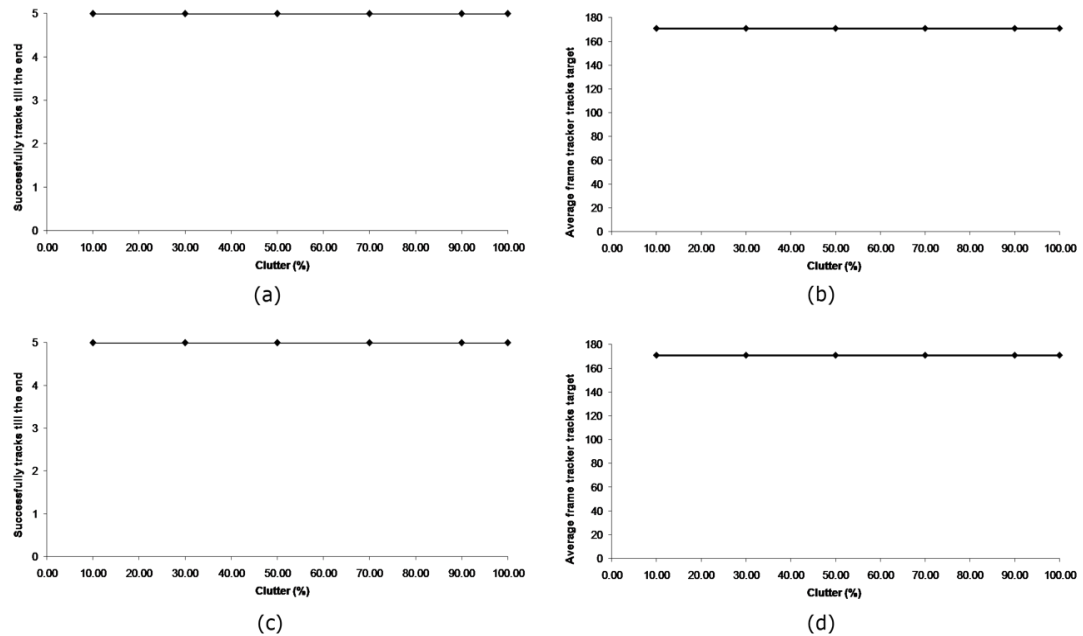 Successfully tracks till the end
5
4
3
2
1
0
0.00 10.00 20.00 30.00 40.00 50.00 60.00 70.00 80.00 90.00 100.00
Clutter (%)
(a)
Average frame tracker tracks target
180
160
140
120
100
80
60
40
20
0
0.00 10.00 20.00 30.00 40.00 50.00 60.00 70.00 80.00 90.00 100.00
Clutter (%)
(b)
Successfully tracks till the end
5
4
3
2
1
0
0.00 10.00 20.00 30.00 40.00 50.00 60.00 70.00 80.00 90.00 100.00
Clutter (%)
(c)
Average frame tracker tracks target
180
160
140
120
100
80
60
40
20
0
0.00 10.00 20.00 30.00 40.00 50.00 60.00 70.00 80.00 90.00 100.00
Clutter (%)
(d)